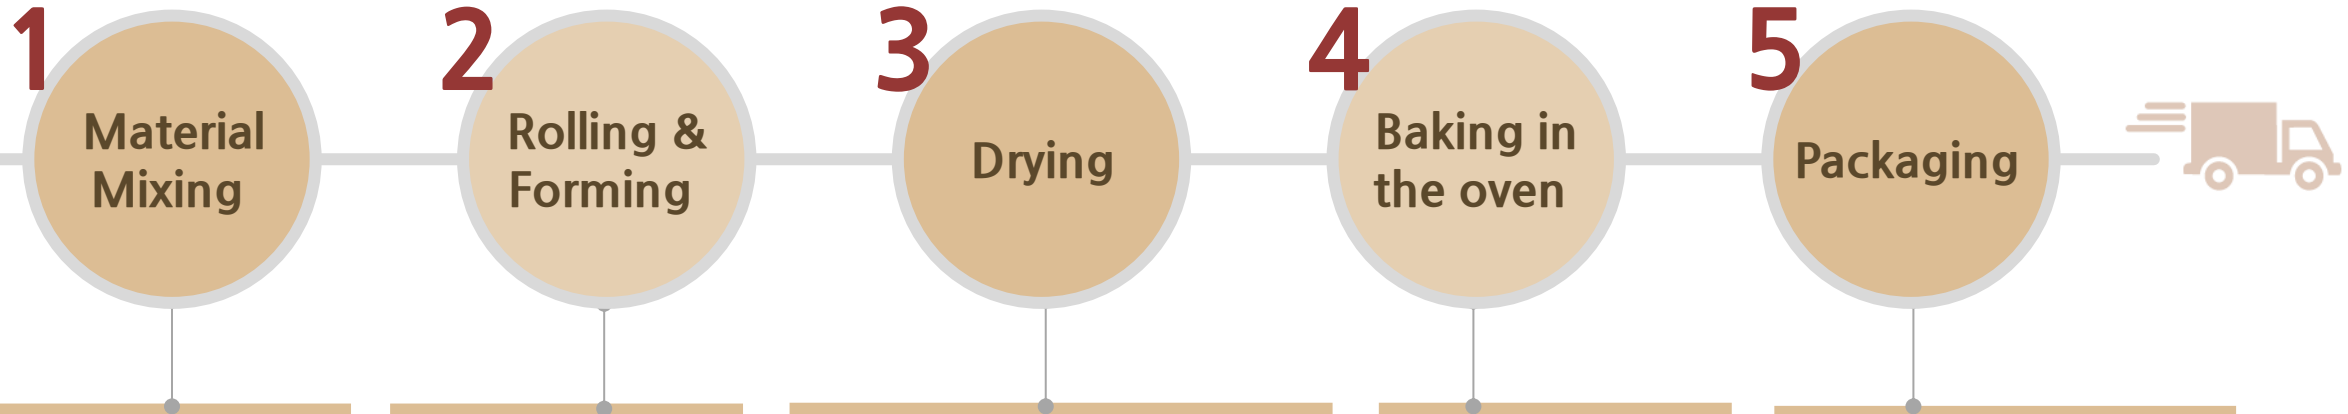 1
Material
Mixing
2
Rolling &
Forming
3
Drying
4
Baking in
the oven
5
Packaging